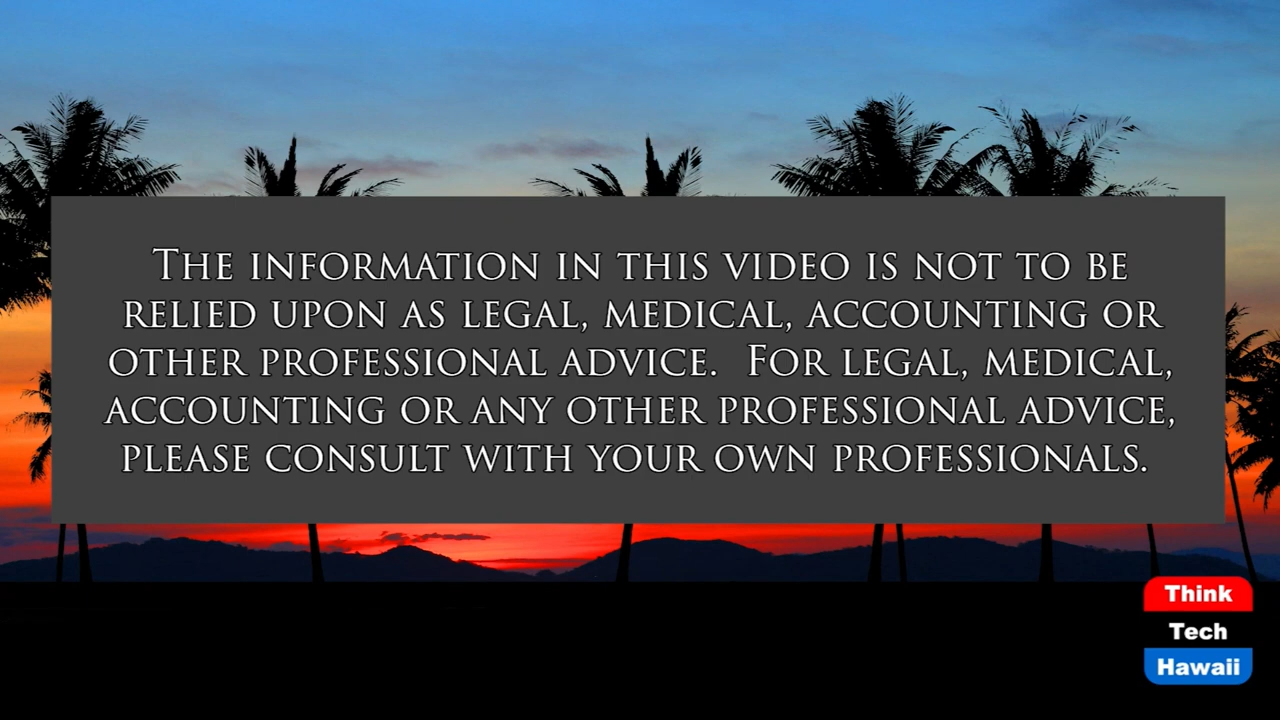 The information in this video is not to be
relied upon as legal, medical, accounting or
other professional advice.  For legal, medical,
accounting or any other professional advice,
please consult with your own professionals.
Think
Tech
Hawaii